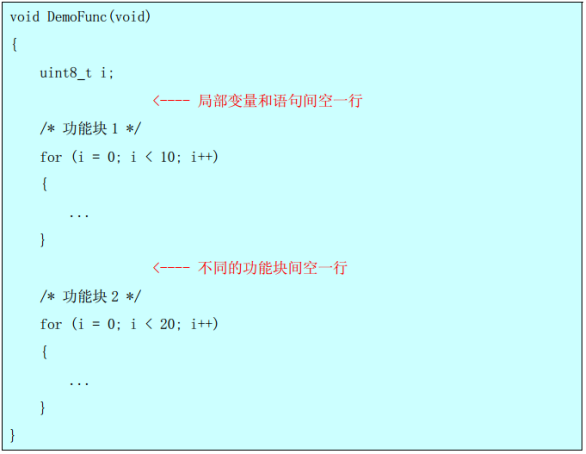 void DemoFunc(void)
{
uint8_t i;
<---- 局部变量和语句间空一行
/* 功能块 1 */
for (i = 0; i < 10; i++)
{
...
}
<---- 不同的功能块间空一行
/* 功能块 2 */
for (i = 0; i < 20; i++)
{
...
}
}